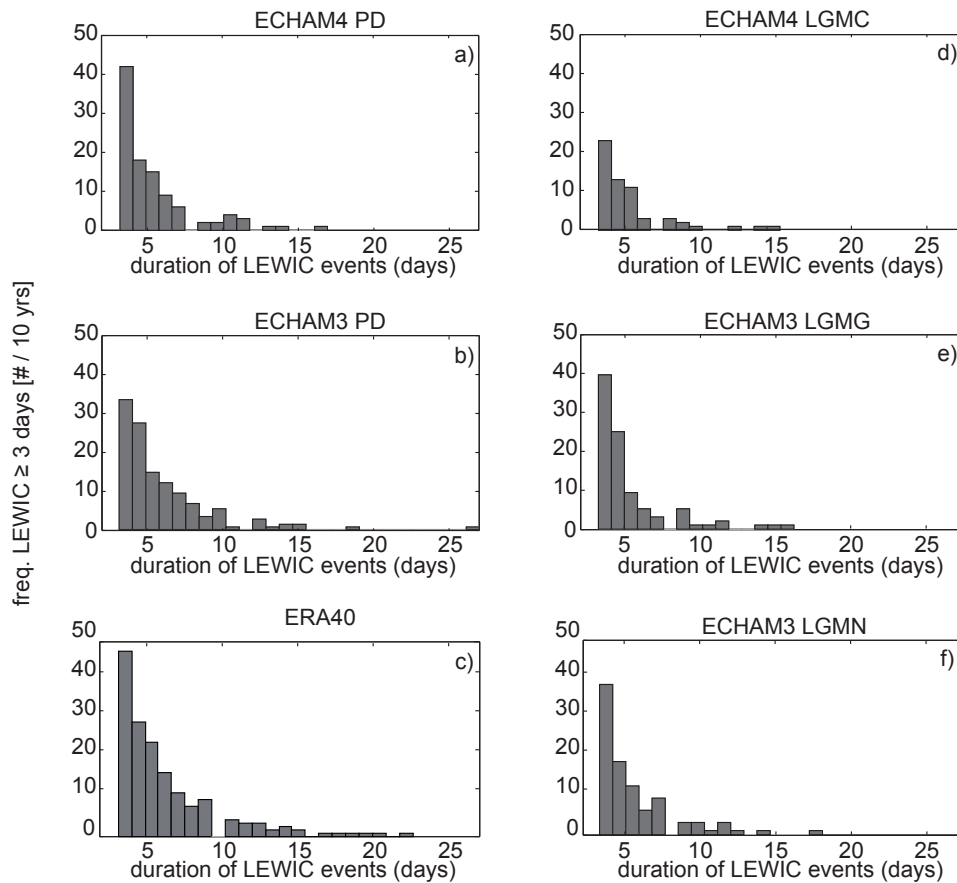 freq. LEWIC ≥ 3 days [# / 10 yrs]
ECHAM4 PD
a)
50
40
30
20
10
0
5 10 15 20 25
duration of LEWIC events (days)
ECHAM4 LGMC
d)
50
40
30
20
10
0
5 10 15 20 25
duration of LEWIC events (days)
ECHAM3 PD
b)
50
40
30
20
10
0
5 10 15 20 25
duration of LEWIC events (days)
ECHAM3 LGMG
e)
50
40
30
20
10
0
5 10 15 20 25
duration of LEWIC events (days)
ERA40
c)
50
40
30
20
10
0
5 10 15 20 25
duration of LEWIC events (days)
ECHAM3 LGMN
f)
50
40
30
20
10
0
5 10 15 20 25
duration of LEWIC events (days)